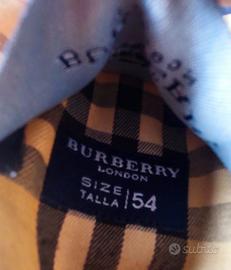 BURBERRY
LONDON
SIZE
TALLA 54
subito